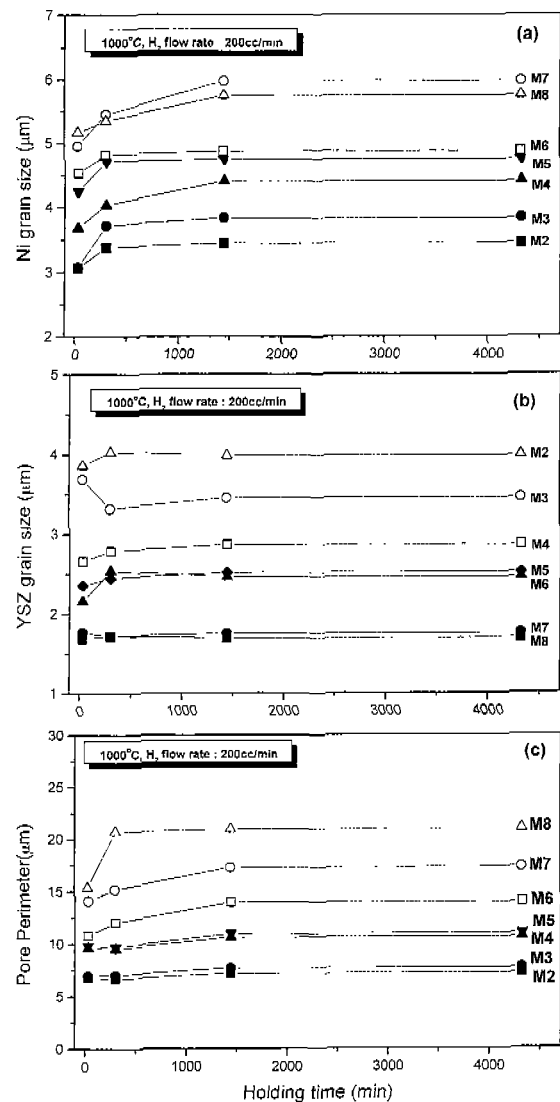 (a)
1000°C, H₂ flow rate : 200cc/min
Ni grain size (μm)
6
5
4
3
2
M7
M8
M6
M5
M4
M3
M2
0 1000 2000 3000 4000
(b)
1000°C, H₂ flow rate : 200cc/min
YSZ grain size (μm)
5
4
3
2
1
M2
M3
M4
M5
M6
M7
M8
0 1000 2000 3000 4000
(c)
1000°C, H₂ flow rate : 200cc/min
Pore Perimeter(μm)
30
25
20
15
10
5
0
M8
M7
M6
M5
M4
M3
M2
0 1000 2000 3000 4000
Holding time (min)